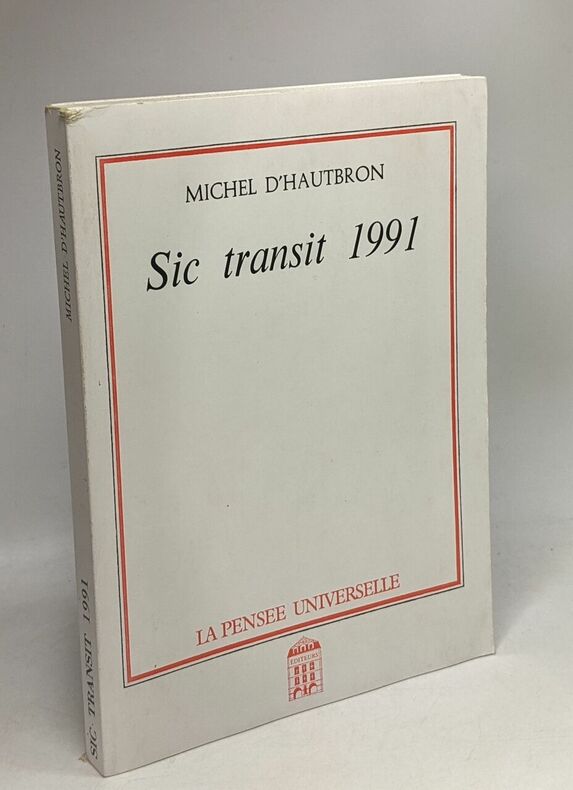 MICHEL D'HAUTBRON
Sic transit 1991
LA PENSEE UNIVERSELLE
EDITEURS
MICHEL D'HAUTBRON
SIC TRANSIT 1991